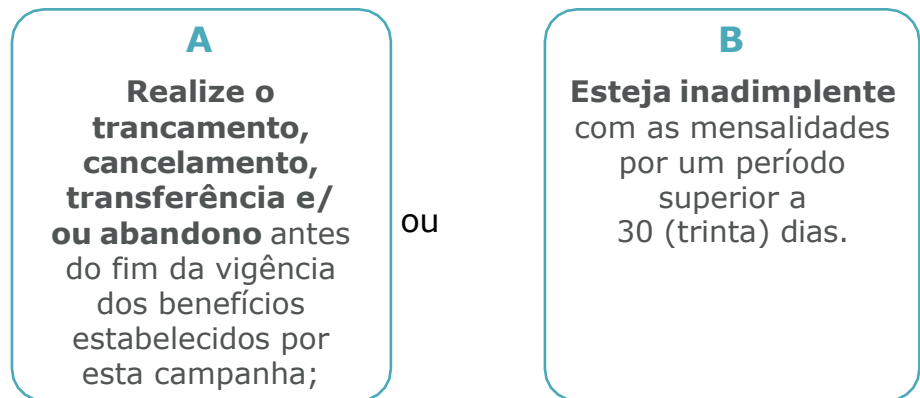 A
Realize o
trancamento,
cancelamento,
transferência e/
ou abandono antes
do fim da vigência
dos benefícios
estabelecidos por
esta campanha;
ou
B
Esteja inadimplente
com as mensalidades
por um período
superior a
30 (trinta) dias.